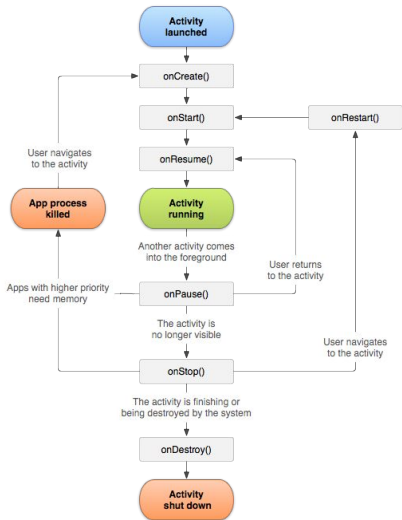 Activity
launched
onCreate()
onStart()
onRestart()
User navigates
to the activity
onResume()
App process
killed
Activity
running
Another activity comes
into the foreground
User returns
to the activity
Apps with higher priority
need memory
onPause()
The activity is
no longer visible
User navigates
to the activity
onStop()
The activity is finishing or
being destroyed by the system
onDestroy()
Activity
shut down